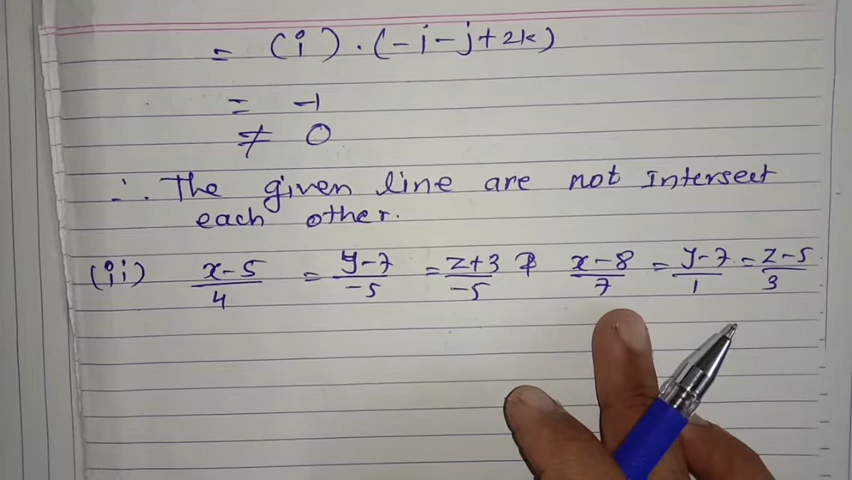 = (i) . (-i-j+2k)
= -1
≠ 0
∴ The given line are not Intersect
each other.
(ii) x-5/4 = y-7/-5 = z+3/-5 & x-8/7 = y-7/1 = z-5/3